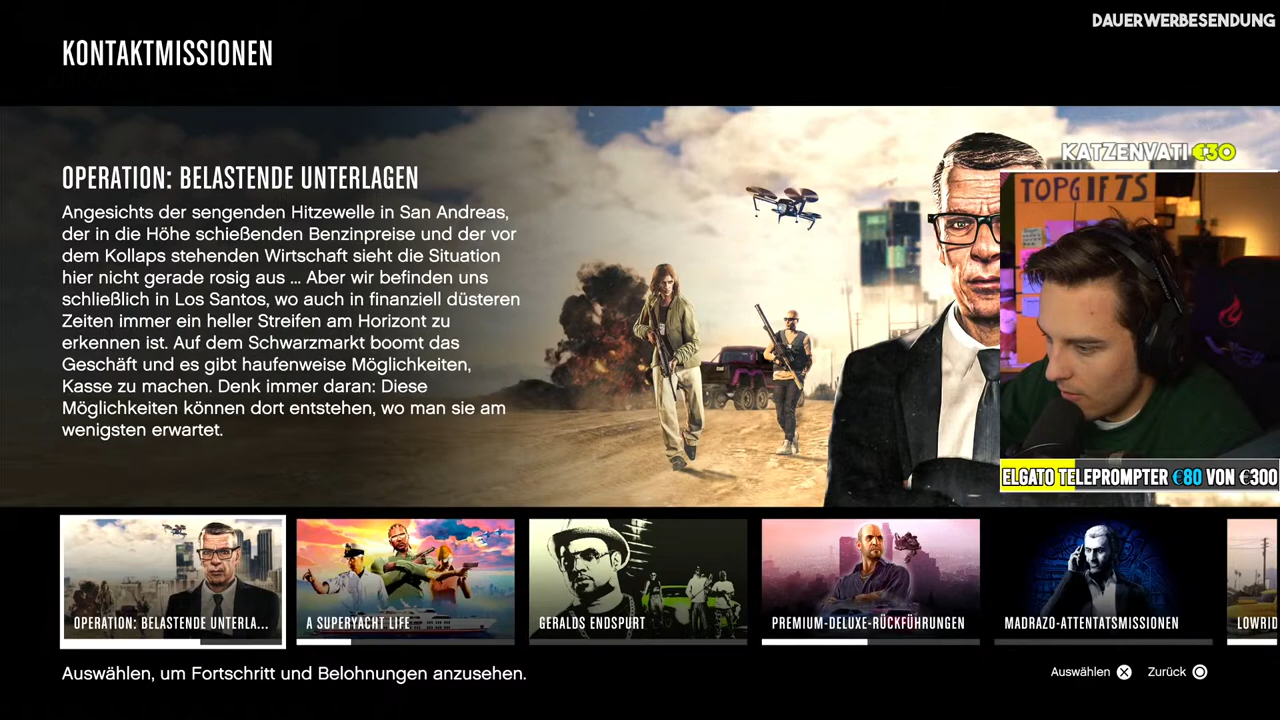 DAUERWERBESENDUNG
KONTAKTMISSIONEN
OPERATION: BELASTENDE UNTERLAGEN
Angesichts der sengenden Hitzewelle in San Andreas,
der in die Höhe schießenden Benzinpreise und der vor
dem Kollaps stehenden Wirtschaft sieht die Situation
hier nicht gerade rosig aus ... Aber wir befinden uns
schließlich in Los Santos, wo auch in finanziell düsteren
Zeiten immer ein heller Streifen am Horizont zu
erkennen ist. Auf dem Schwarzmarkt boomt das
Geschäft und es gibt haufenweise Möglichkeiten,
Kasse zu machen. Denk immer daran: Diese
Möglichkeiten können dort entstehen, wo man sie am
wenigsten erwartet.
KATZENVATI €30
TOPGIFTS
ELGATO TELEPROMPTER €80 VON €300
OPERATION: BELASTENDE UNTERLA...
A SUPERYACHT LIFE
GERALDS ENDSPURT
PREMIUM-DELUXE-RÜCKFÜHRUNGEN
MADRAZO-ATTENTATSMISSIONEN
LOWRID
Auswählen, um Fortschritt und Belohnungen anzusehen.
Auswählen
Zurück